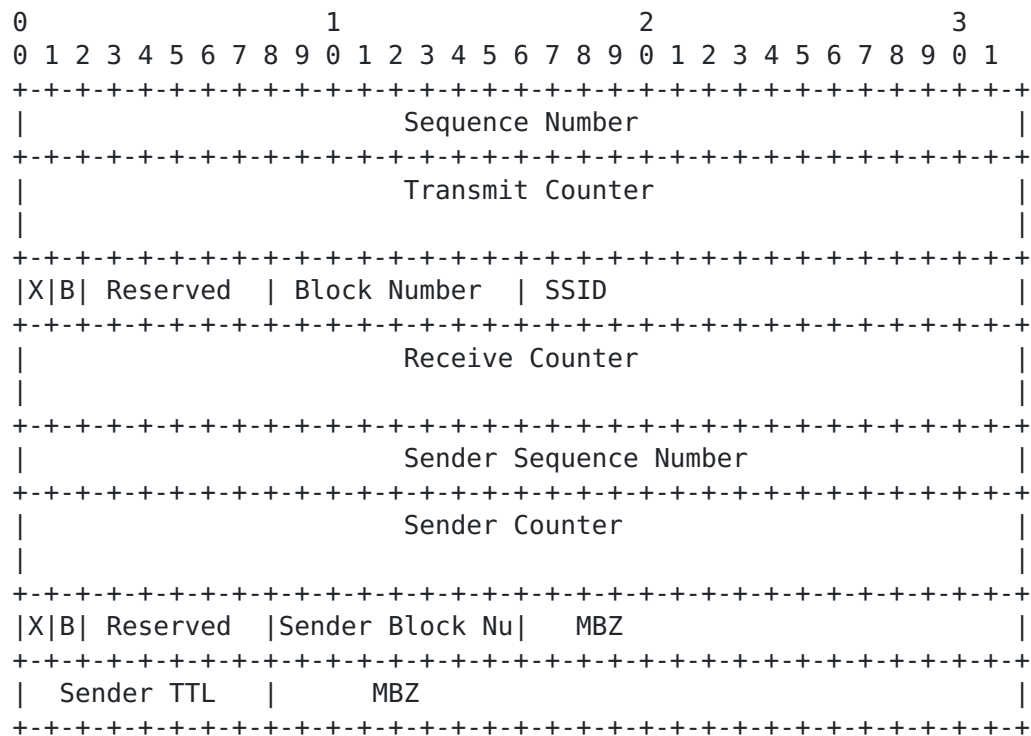 0                   1                   2                   3
0 1 2 3 4 5 6 7 8 9 0 1 2 3 4 5 6 7 8 9 0 1 2 3 4 5 6 7 8 9 0 1
+-+-+-+-+-+-+-+-+-+-+-+-+-+-+-+-+-+-+-+-+-+-+-+-+-+-+-+-+-+-+-+-+
|                        Sequence Number                        |
+-+-+-+-+-+-+-+-+-+-+-+-+-+-+-+-+-+-+-+-+-+-+-+-+-+-+-+-+-+-+-+-+
|                        Transmit Counter                       |
|                                                               |
+-+-+-+-+-+-+-+-+-+-+-+-+-+-+-+-+-+-+-+-+-+-+-+-+-+-+-+-+-+-+-+-+
|X|B| Reserved  | Block Number  | SSID                          |
+-+-+-+-+-+-+-+-+-+-+-+-+-+-+-+-+-+-+-+-+-+-+-+-+-+-+-+-+-+-+-+-+
|                        Receive Counter                        |
|                                                               |
+-+-+-+-+-+-+-+-+-+-+-+-+-+-+-+-+-+-+-+-+-+-+-+-+-+-+-+-+-+-+-+-+
|                        Sender Sequence Number                 |
+-+-+-+-+-+-+-+-+-+-+-+-+-+-+-+-+-+-+-+-+-+-+-+-+-+-+-+-+-+-+-+-+
|                        Sender Counter                         |
|                                                               |
+-+-+-+-+-+-+-+-+-+-+-+-+-+-+-+-+-+-+-+-+-+-+-+-+-+-+-+-+-+-+-+-+
|X|B| Reserved  |Sender Block Nu|   MBZ                         |
+-+-+-+-+-+-+-+-+-+-+-+-+-+-+-+-+-+-+-+-+-+-+-+-+-+-+-+-+-+-+-+-+
|  Sender TTL   |      MBZ                                      |
+-+-+-+-+-+-+-+-+-+-+-+-+-+-+-+-+-+-+-+-+-+-+-+-+-+-+-+-+-+-+-+-+